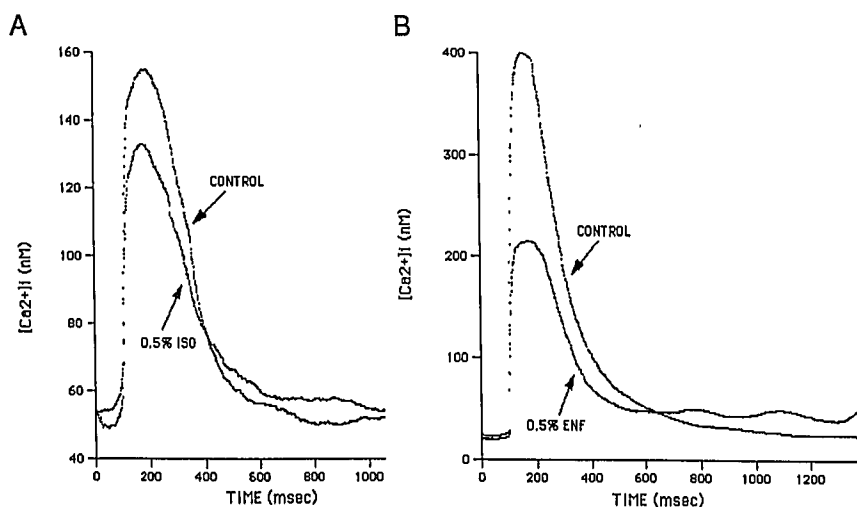 A
[Ca2+]i (nM)
160
140
120
100
80
60
40
CONTROL
0.5% ISO
0 200 400 600 800 1000
TIME (msec)
B
[Ca2+]i (nM)
400
300
200
100
0
CONTROL
0.5% ENF
0 200 400 600 800 1000 1200
TIME (msec)